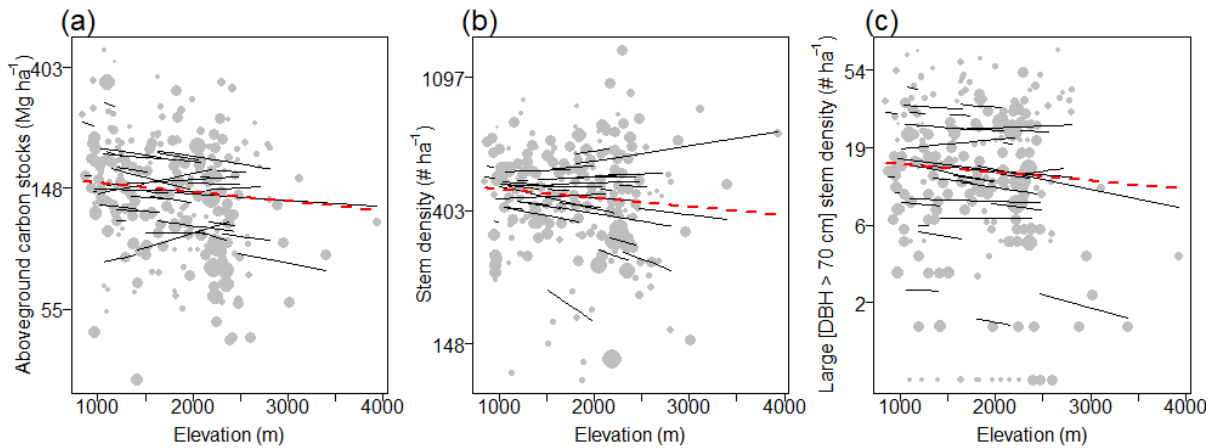 (a)
Aboveground carbon stocks (Mg ha⁻¹)
403
148
55
1000 2000 3000 4000
Elevation (m)
(b)
Stem density (# ha⁻¹)
1097
403
148
1000 2000 3000 4000
Elevation (m)
(c)
Large [DBH > 70 cm] stem density (# ha⁻¹)
54
19
6
2
1000 2000 3000 4000
Elevation (m)